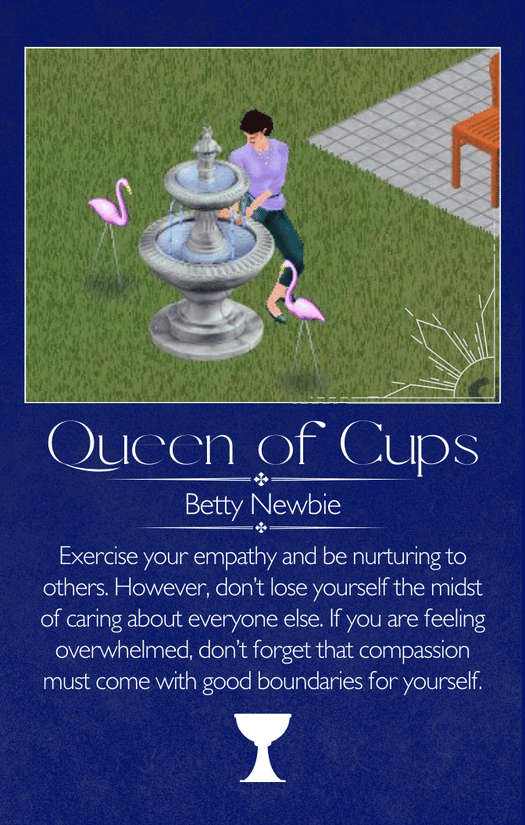 Queen of Cups
Betty Newbie
Exercise your empathy and be nurturing to
others. However, don't lose yourself the midst
of caring about everyone else. If you are feeling
overwhelmed, don't forget that compassion
must come with good boundaries for yourself.